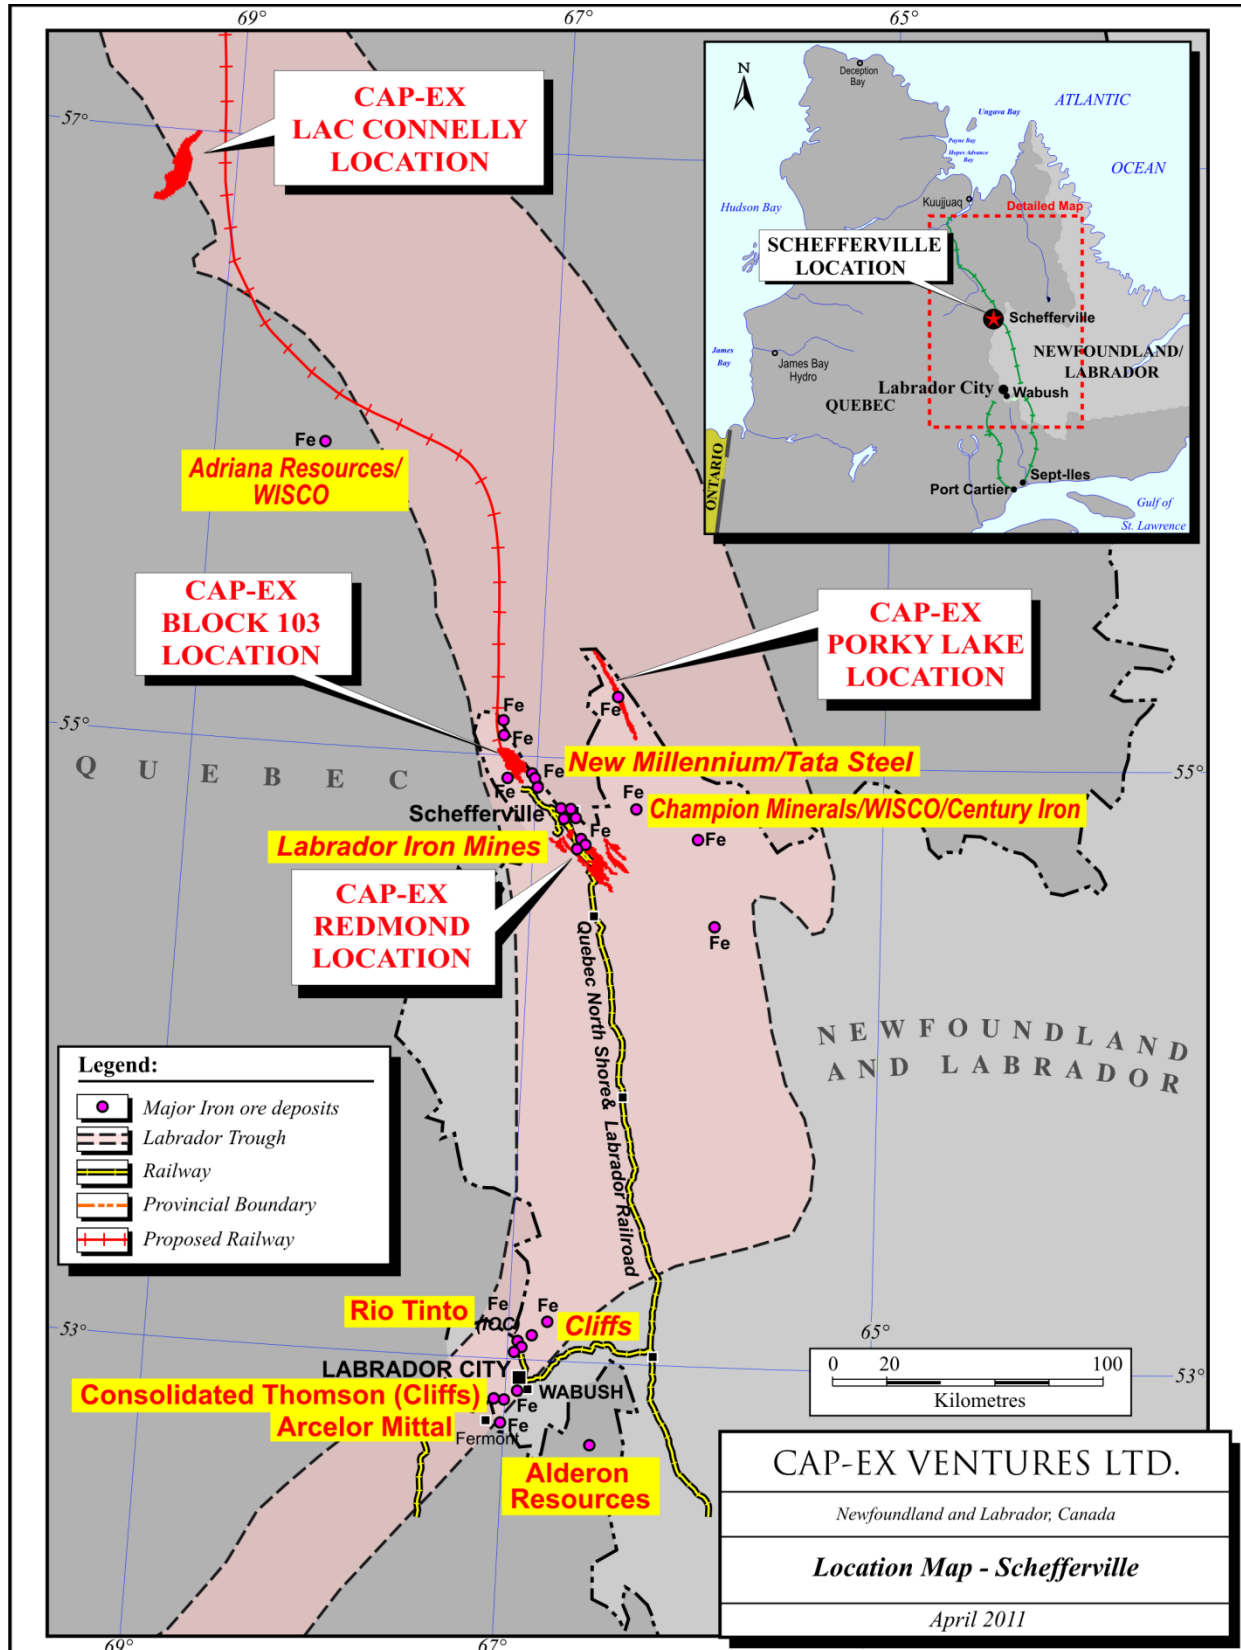 69°
67°
65°
57°
CAP-EX
LAC CONNELLY
LOCATION
N
Deception
Bay
Ungava Bay
ATLANTIC
OCEAN
Payne Bay
Hopes Advance
Bay
Hudson Bay
Kuujjuaq
Detailed Map
SCHEFFERVILLE
LOCATION
Schefferville
NEWFOUNDLAND/
LABRADOR
James
Bay
James Bay
Hydro
Labrador City
Wabush
QUEBEC
ONTARIO
Sept-Iles
Port Cartier
Gulf of
St. Lawrence
Fe
Adriana Resources/
WISCO
CAP-EX
BLOCK 103
LOCATION
CAP-EX
PORKY LAKE
LOCATION
55°
QUEBEC
Fe
Fe
Fe
Fe
Fe
New Millennium/Tata Steel
55°
Schefferville
Fe
Champion Minerals/WISCO/Century Iron
Labrador Iron Mines
Fe
Fe
CAP-EX
REDMOND
LOCATION
Fe
Quebec North Shore& Labrador Railroad
NEWFOUNDLAND
AND LABRADOR
Legend:
Major Iron ore deposits
Labrador Trough
Railway
Provincial Boundary
Proposed Railway
Rio Tinto
Fe
(IOC)
Fe
Cliffs
53°
65°
53°
LABRADOR CITY
Consolidated Thomson (Cliffs)
WABUSH
Fe
Arcelor Mittal
Fe
Fermont
Alderon
Resources
0 20 100
Kilometres
CAP-EX VENTURES LTD.
Newfoundland and Labrador, Canada
Location Map - Schefferville
April 2011
69°
67°